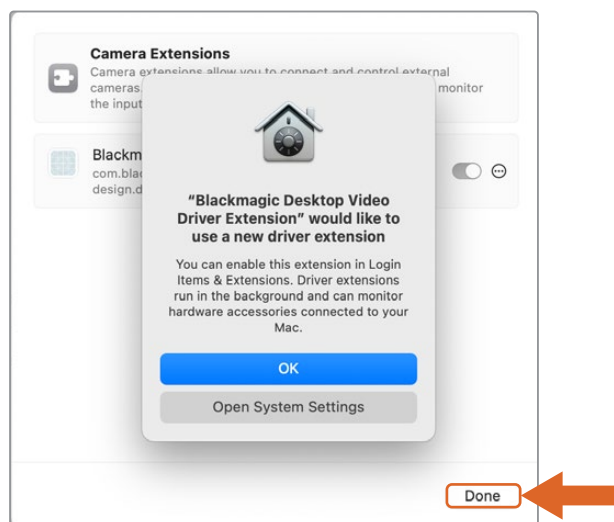 Camera Extensions
Camera extensions allow you to connect and control external
cameras. monitor
the input
Blackm
com.blac
design.d
“Blackmagic Desktop Video
Driver Extension” would like to
use a new driver extension
You can enable this extension in Login
Items & Extensions. Driver extensions
run in the background and can monitor
hardware accessories connected to your
Mac.
OK
Open System Settings
Done